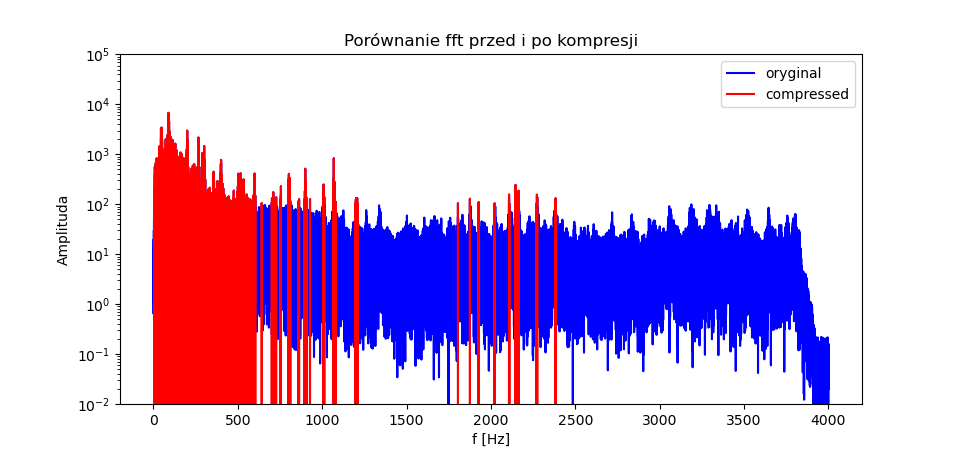 Porównanie fft przed i po kompresji
oryginal
compressed
10^5
10^4
10^3
10^2
10^1
10^0
10^−1
10^−2
Amplituda
0 500 1000 1500 2000 2500 3000 3500 4000
f [Hz]